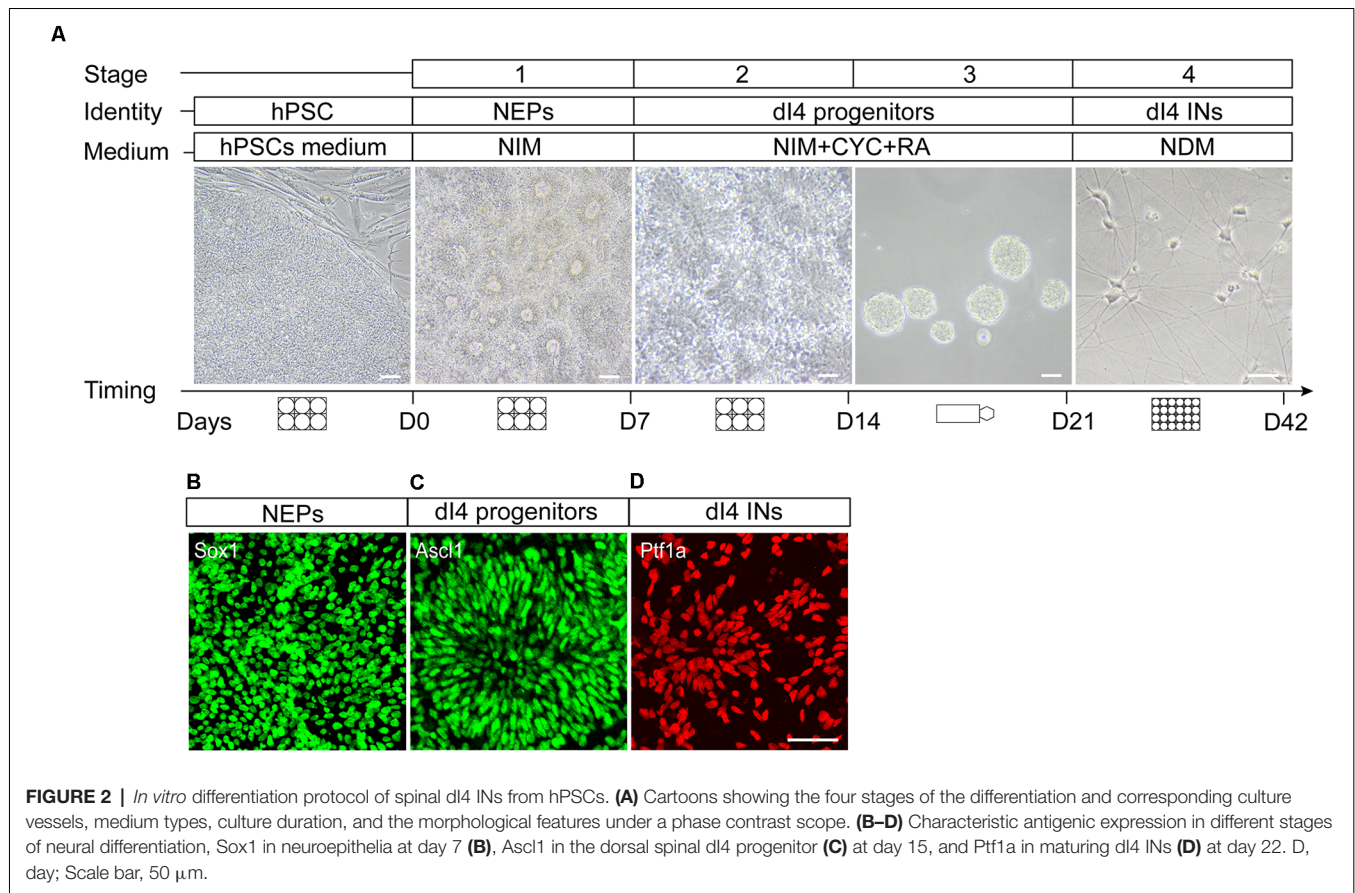 A
Stage 1 2 3 4
Identity hPSC NEPs dI4 progenitors dI4 INs
Medium hPSCs medium NIM NIM+CYC+RA NDM
Timing
Days D0 D7 D14 D21 D42
B C D
NEPs dI4 progenitors dI4 INs
Sox1 Ascl1 Ptf1a
FIGURE 2 | In vitro differentiation protocol of spinal dI4 INs from hPSCs. (A) Cartoons showing the four stages of the differentiation and corresponding culture
vessels, medium types, culture duration, and the morphological features under a phase contrast scope. (B–D) Characteristic antigenic expression in different stages
of neural differentiation, Sox1 in neuroepithelia at day 7 (B), Ascl1 in the dorsal spinal dI4 progenitor (C) at day 15, and Ptf1a in maturing dI4 INs (D) at day 22. D,
day; Scale bar, 50 μm.